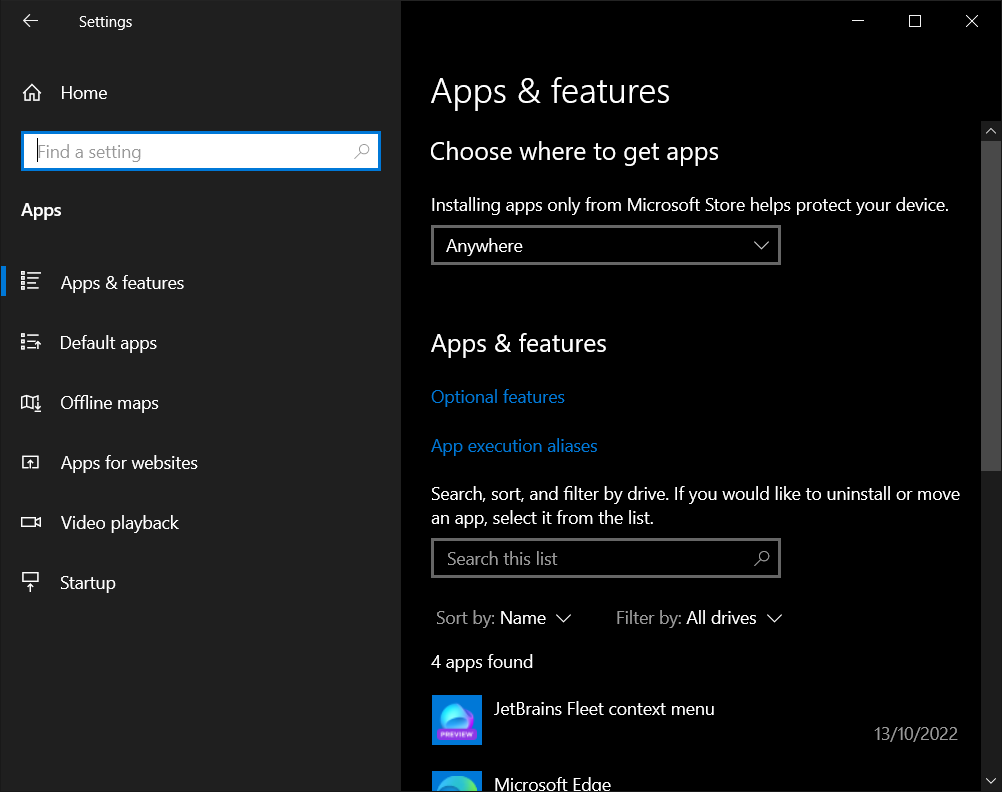 Settings
Home
Find a setting
Apps
Apps & features
Default apps
Offline maps
Apps for websites
Video playback
Startup
Apps & features
Choose where to get apps
Installing apps only from Microsoft Store helps protect your device.
Anywhere
Apps & features
Optional features
App execution aliases
Search, sort, and filter by drive. If you would like to uninstall or move
an app, select it from the list.
Search this list
Sort by: Name Filter by: All drives
4 apps found
JetBrains Fleet context menu
PREVIEW
13/10/2022
Microsoft Edge